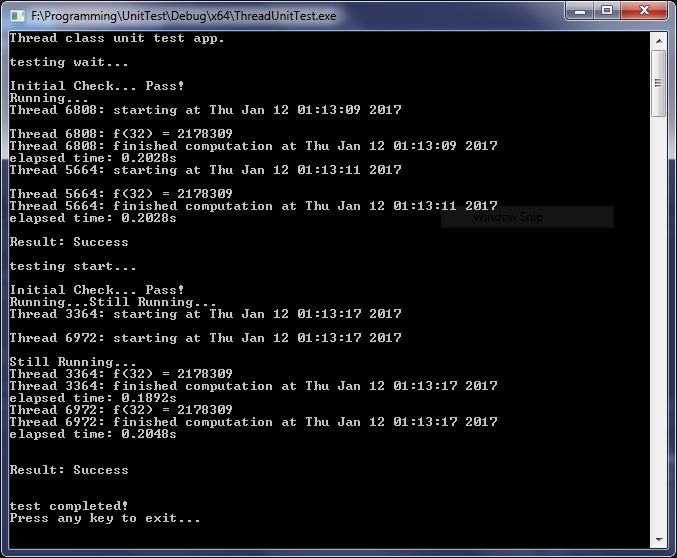 F:\Programming\UnitTest\Debug\x64\ThreadUnitTest.exe
Thread class unit test app.
testing wait...
Initial Check... Pass!
Running...
Thread 6808: starting at Thu Jan 12 01:13:09 2017
Thread 6808: f(32) = 2178309
Thread 6808: finished computation at Thu Jan 12 01:13:09 2017
elapsed time: 0.2028s
Thread 5664: starting at Thu Jan 12 01:13:11 2017
Thread 5664: f(32) = 2178309
Thread 5664: finished computation at Thu Jan 12 01:13:11 2017
elapsed time: 0.2028s
Window Snip
Result: Success
testing start...
Initial Check... Pass!
Running...Still Running...
Thread 3364: starting at Thu Jan 12 01:13:17 2017
Thread 6972: starting at Thu Jan 12 01:13:17 2017
Still Running...
Thread 3364: f(32) = 2178309
Thread 3364: finished computation at Thu Jan 12 01:13:17 2017
elapsed time: 0.1892s
Thread 6972: f(32) = 2178309
Thread 6972: finished computation at Thu Jan 12 01:13:17 2017
elapsed time: 0.2048s
Result: Success
test completed!
Press any key to exit...